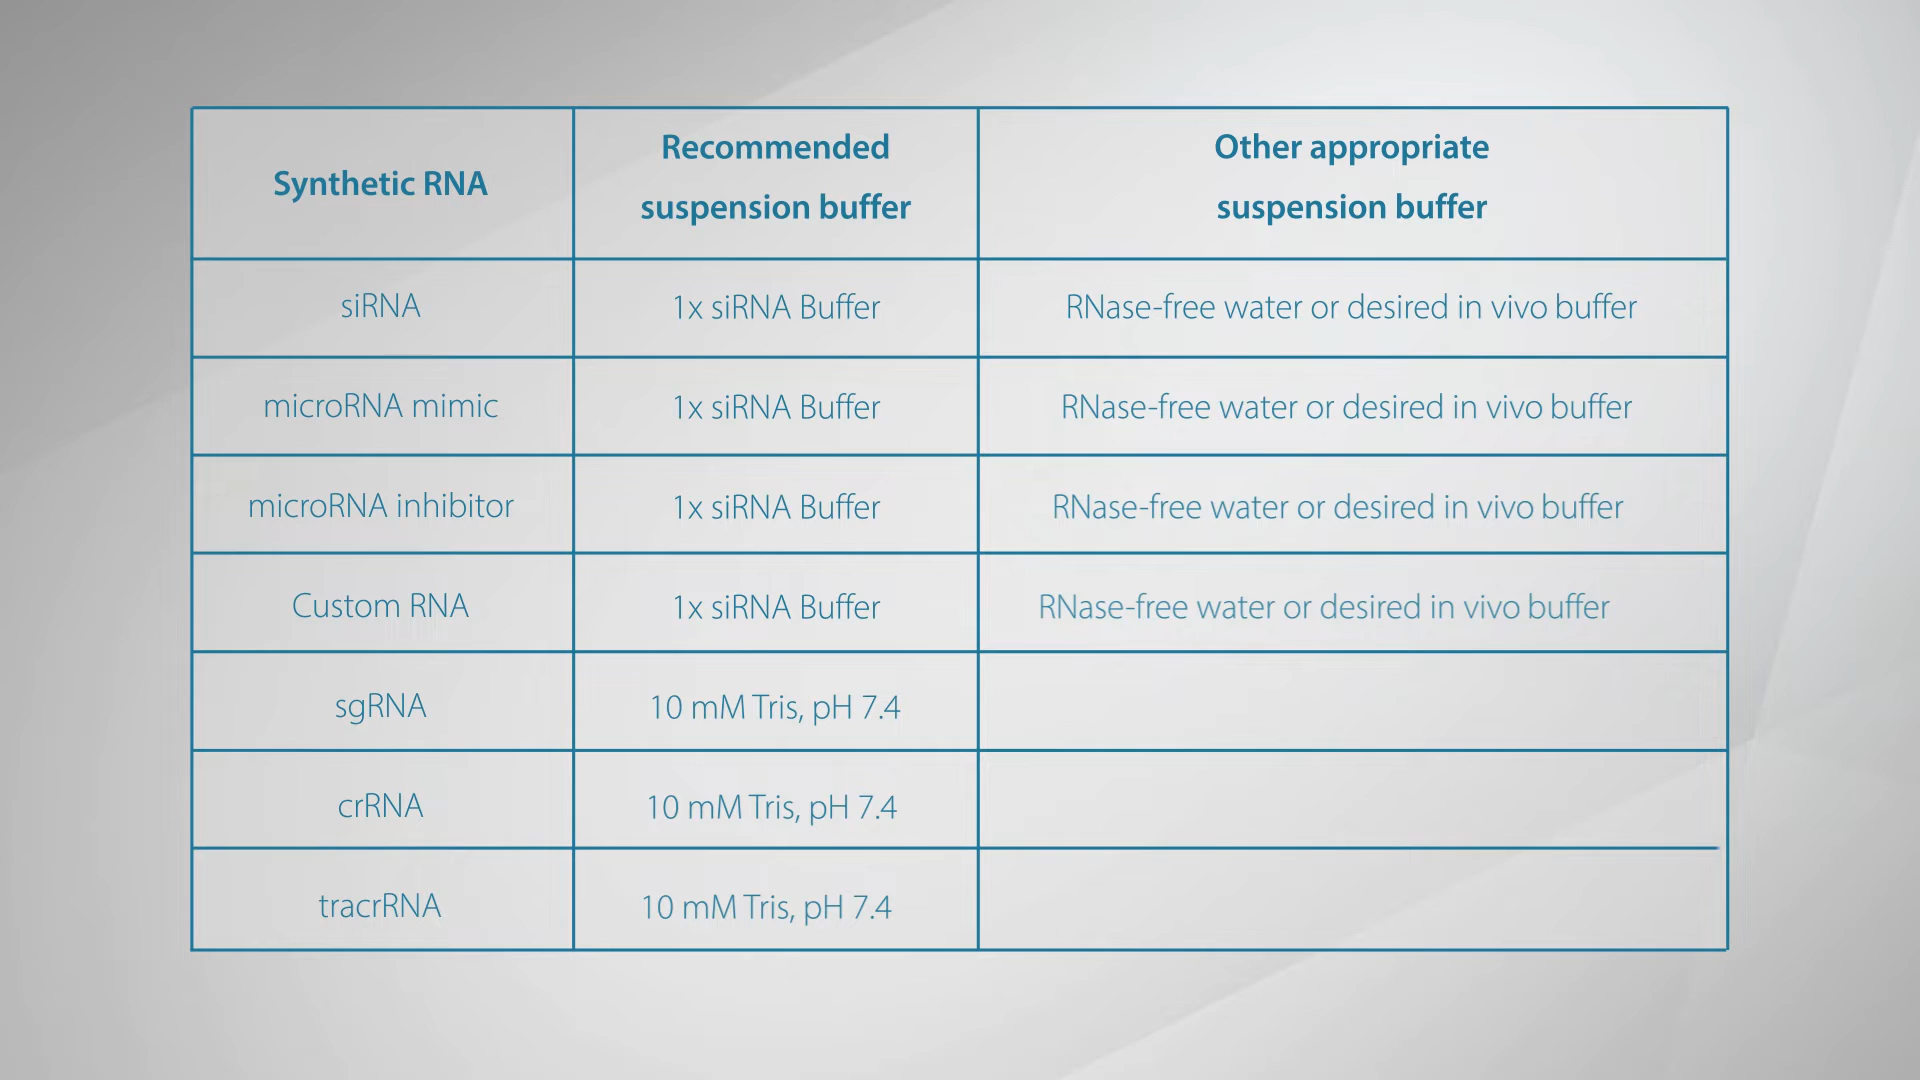 Synthetic RNA
Recommended
suspension buffer
Other appropriate
suspension buffer
siRNA
1x siRNA Buffer
RNase-free water or desired in vivo buffer
microRNA mimic
1x siRNA Buffer
RNase-free water or desired in vivo buffer
microRNA inhibitor
1x siRNA Buffer
RNase-free water or desired in vivo buffer
Custom RNA
1x siRNA Buffer
RNase-free water or desired in vivo buffer
sgRNA
10 mM Tris, pH 7.4
crRNA
10 mM Tris, pH 7.4
tracrRNA
10 mM Tris, pH 7.4